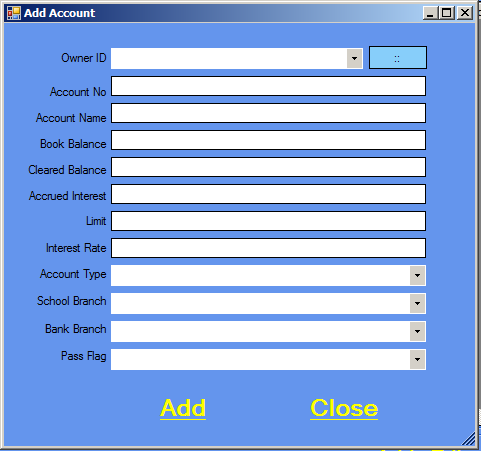 Add Account
Owner ID
::
Account No
Account Name
Book Balance
Cleared Balance
Accrued Interest
Limit
Interest Rate
Account Type
School Branch
Bank Branch
Pass Flag
Add Close